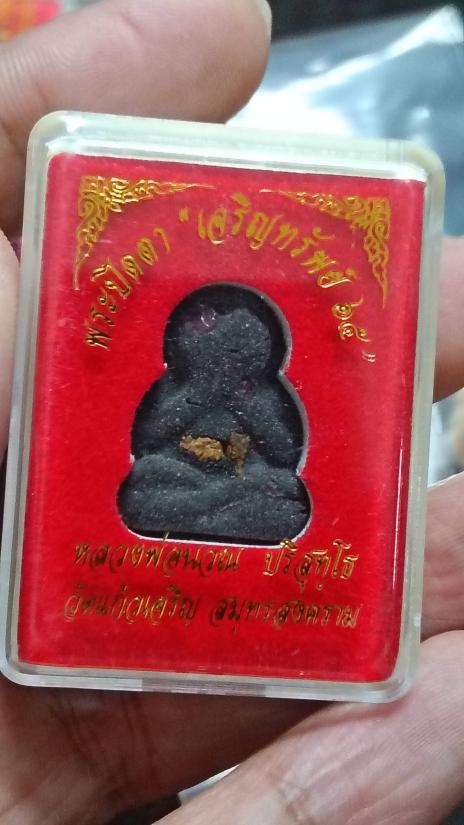 พระปิดตา "เจริญทรัพย์ ๖๕"
หลวงพ่อนวณ ปริสุทฺโธ
วัดแก้วเจริญ สมุทรสงคราม